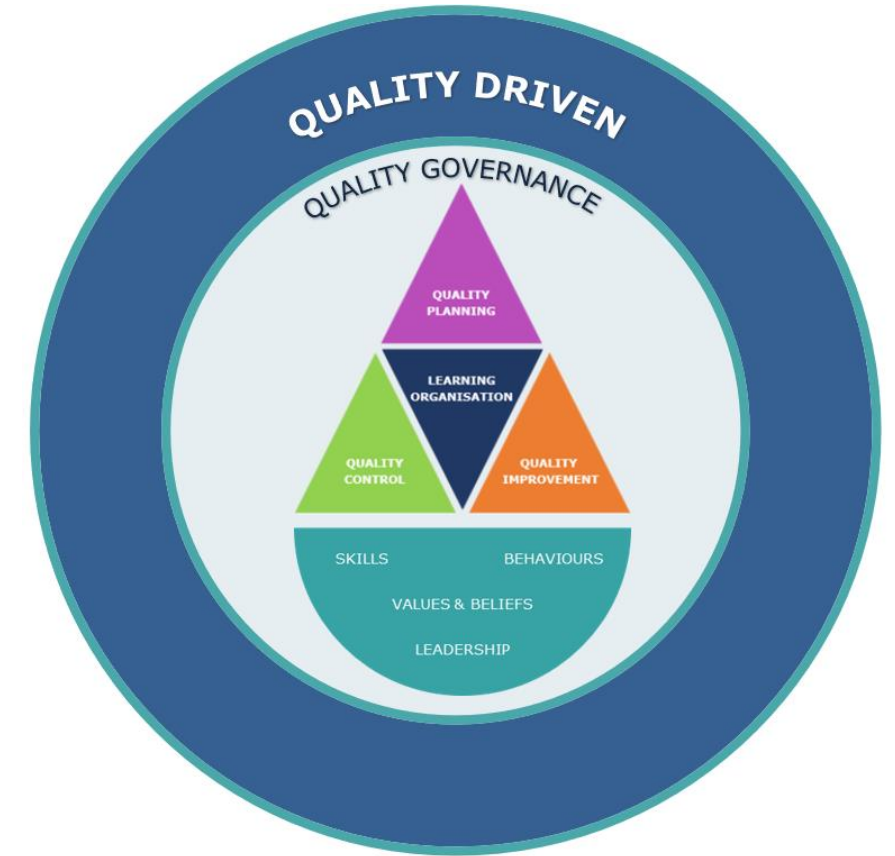 QUALITY DRIVEN
QUALITY GOVERNANCE
QUALITY
PLANNING
LEARNING
ORGANISATION
QUALITY
CONTROL
QUALITY
IMPROVEMENT
SKILLS
BEHAVIOURS
VALUES & BELIEFS
LEADERSHIP